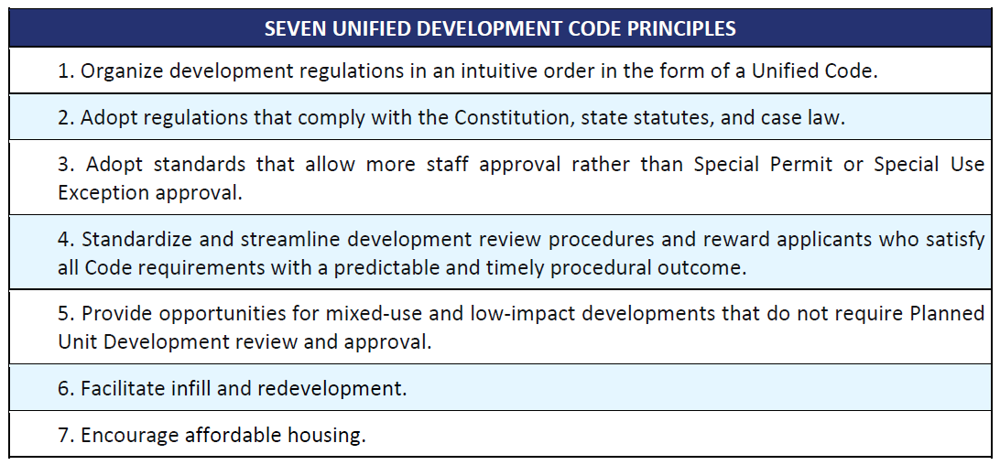 SEVEN UNIFIED DEVELOPMENT CODE PRINCIPLES
1. Organize development regulations in an intuitive order in the form of a Unified Code.
2. Adopt regulations that comply with the Constitution, state statutes, and case law.
3. Adopt standards that allow more staff approval rather than Special Permit or Special Use
Exception approval.
4. Standardize and streamline development review procedures and reward applicants who satisfy
all Code requirements with a predictable and timely procedural outcome.
5. Provide opportunities for mixed-use and low-impact developments that do not require Planned
Unit Development review and approval.
6. Facilitate infill and redevelopment.
7. Encourage affordable housing.